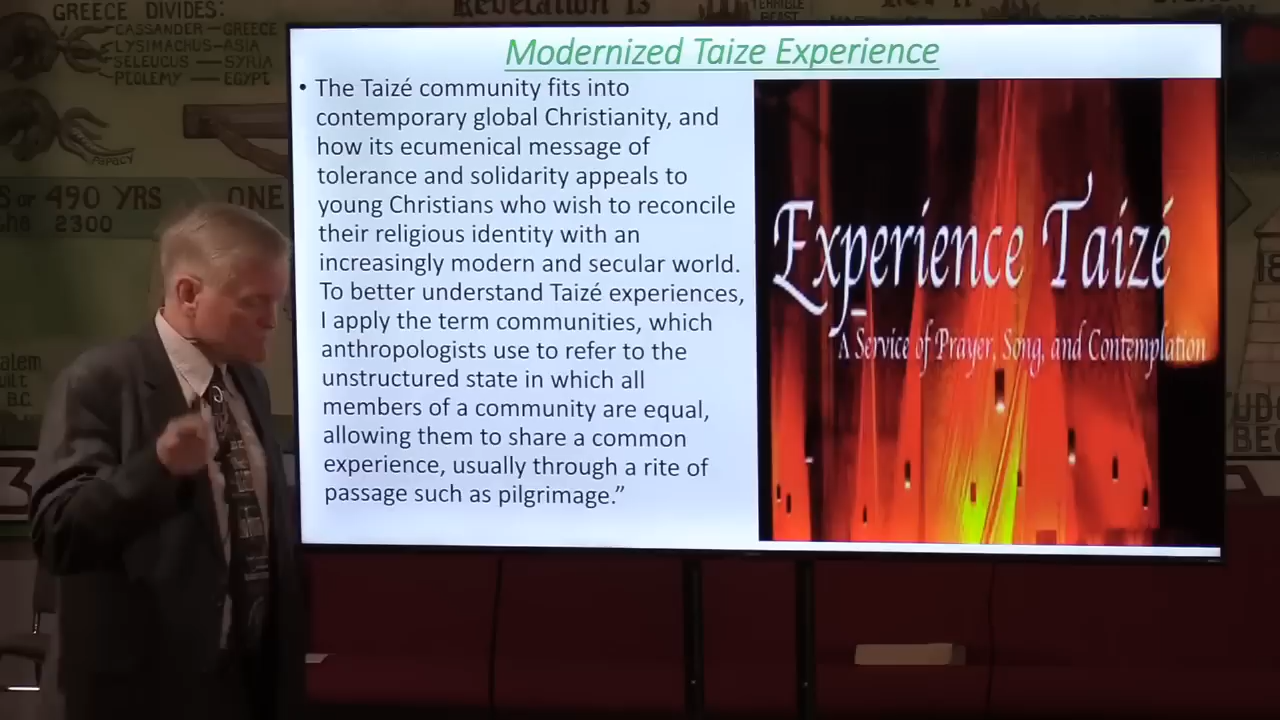 GREECE DIVIDES:
CASSANDER—GREECE
LYSIMACHUS—ASIA
SELEUCUS—SYRIA
PTOLEMY—EGYPT
PAPACY
Revelation 13
TERRIBLE
BEAST
490 YRS
ONE
2300
B.C.
Modernized Taize Experience
• The Taizé community fits into
contemporary global Christianity, and
how its ecumenical message of
tolerance and solidarity appeals to
young Christians who wish to reconcile
their religious identity with an
increasingly modern and secular world.
To better understand Taizé experiences,
I apply the term communities, which
anthropologists use to refer to the
unstructured state in which all
members of a community are equal,
allowing them to share a common
experience, usually through a rite of
passage such as pilgrimage.”
Experience Taizé
A Service of Prayer, Song, and Contemplation